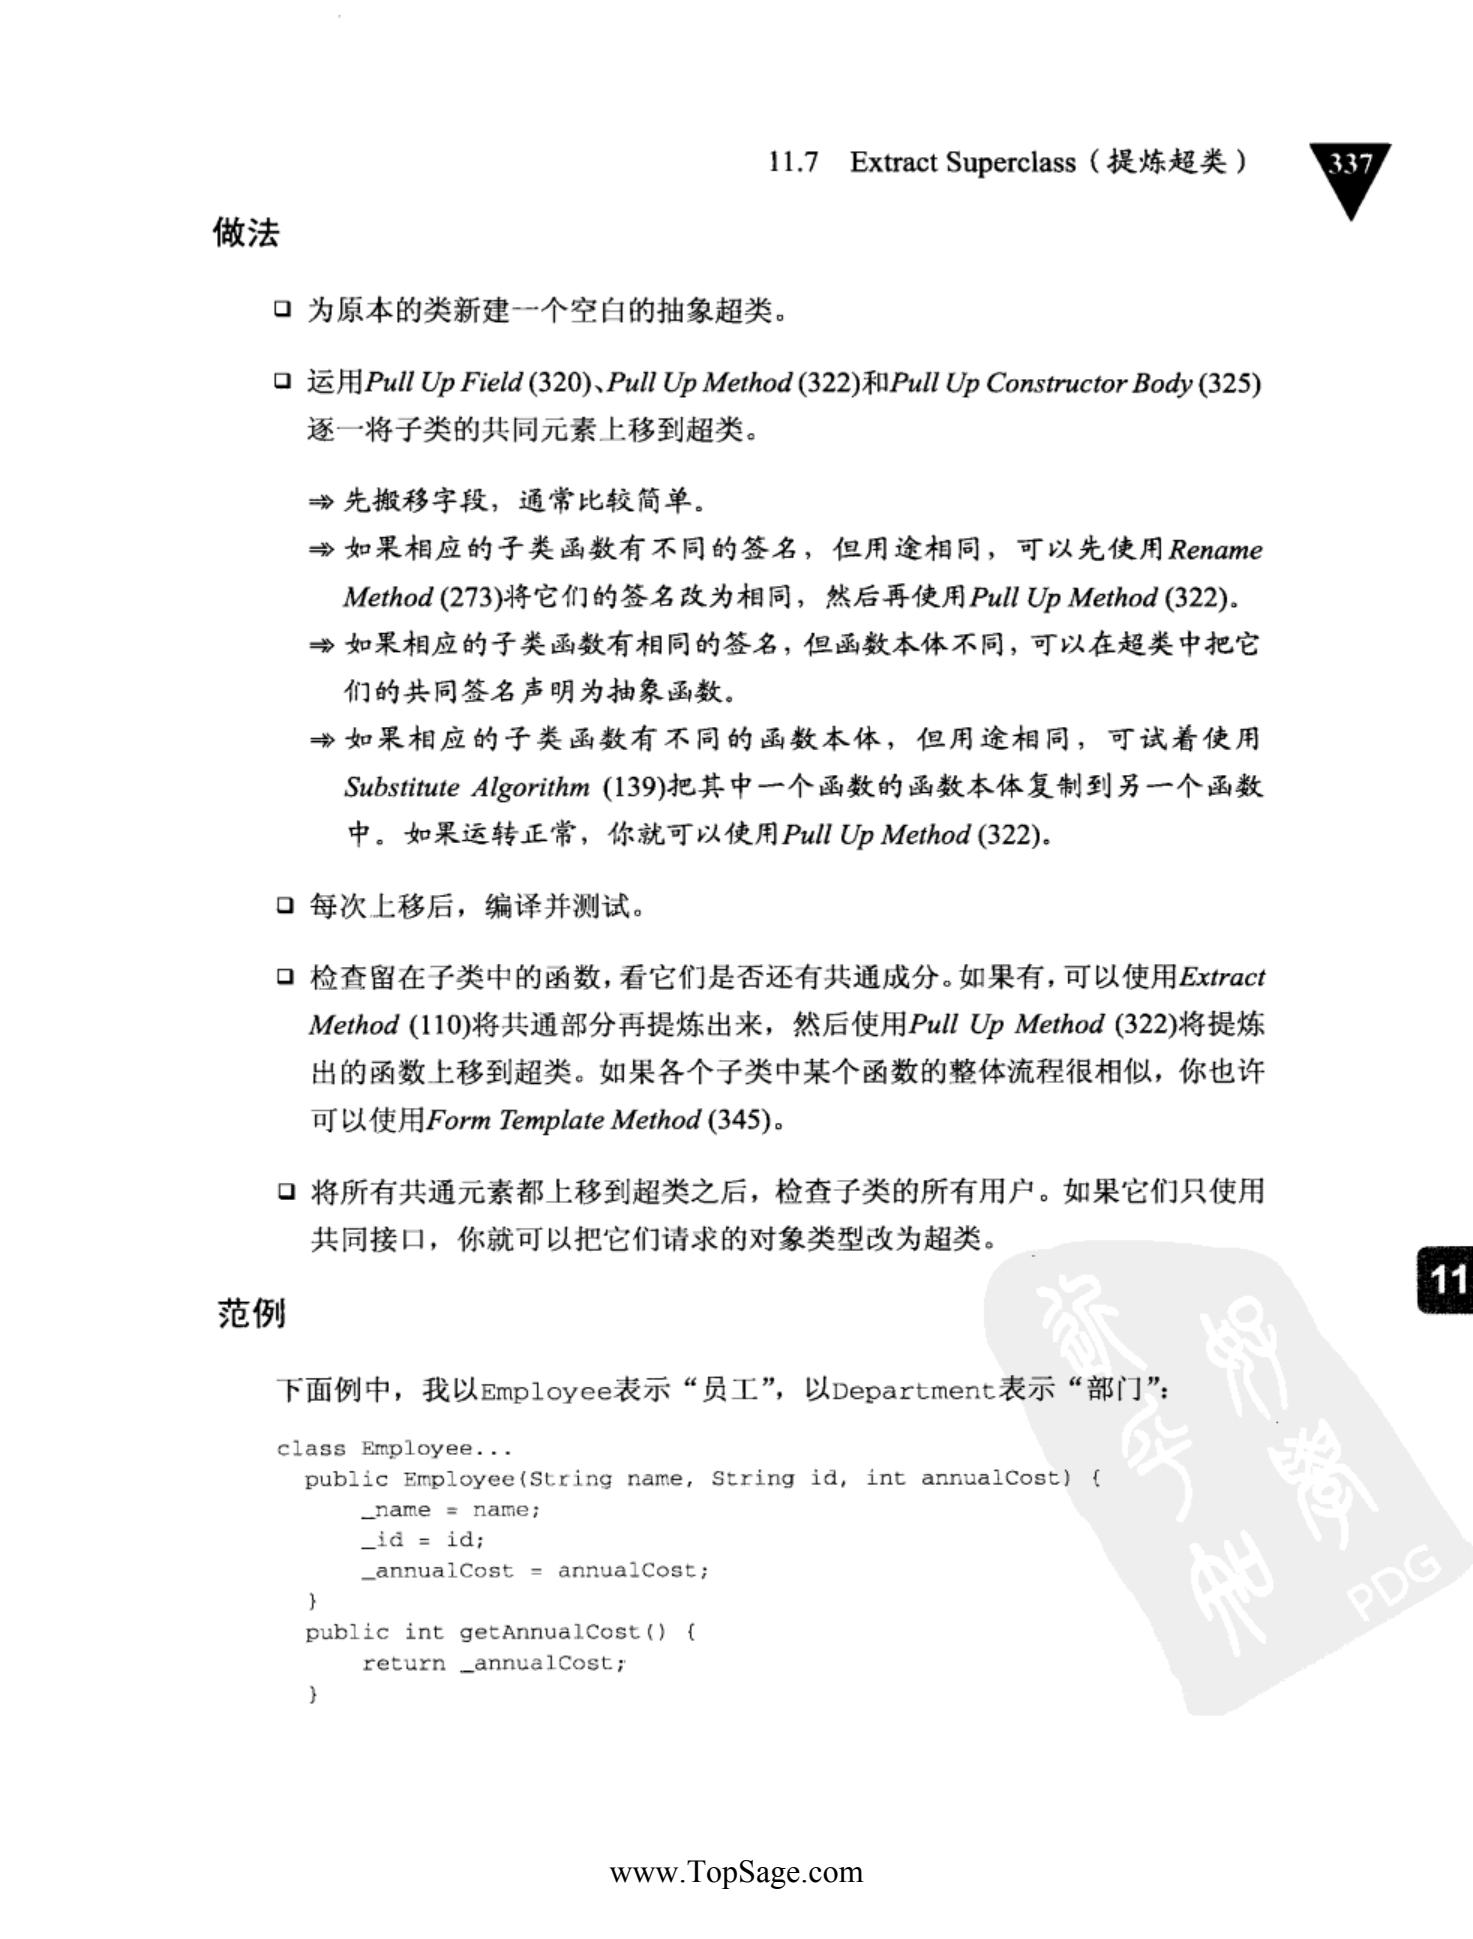 11.7 Extract Superclass（提炼超类）
337
做法
❑ 为原本的类新建一个空白的抽象超类。
❑ 运用Pull Up Field (320)、Pull Up Method (322)和Pull Up Constructor Body (325)
逐一将子类的共同元素上移到超类。
⇒ 先搬移字段，通常比较简单。
⇒ 如果相应的子类函数有不同的签名，但用途相同，可以先使用Rename
Method (273)将它们的签名改为相同，然后再使用Pull Up Method (322)。
⇒ 如果相应的子类函数有相同的签名，但函数本体不同，可以在超类中把它
们的共同签名声明为抽象函数。
⇒ 如果相应的子类函数有不同的函数本体，但用途相同，可试着使用
Substitute Algorithm (139)把其中一个函数的函数本体复制到另一个函数
中。如果运转正常，你就可以使用Pull Up Method (322)。
❑ 每次上移后，编译并测试。
❑ 检查留在子类中的函数，看它们是否还有共通成分。如果有，可以使用Extract
Method (110)将共通部分再提炼出来，然后使用Pull Up Method (322)将提炼
出的函数上移到超类。如果各个子类中某个函数的整体流程很相似，你也许
可以使用Form Template Method (345)。
❑ 将所有共通元素都上移到超类之后，检查子类的所有用户。如果它们只使用
共同接口，你就可以把它们请求的对象类型改为超类。
11
范例
下面例中，我以Employee表示“员工”，以Department表示“部门”：
class Employee...
public Employee(String name, String id, int annualCost) {
_name = name;
_id = id;
_annualCost = annualCost;
}
public int getAnnualCost() {
return _annualCost;
}
PDG
www.TopSage.com